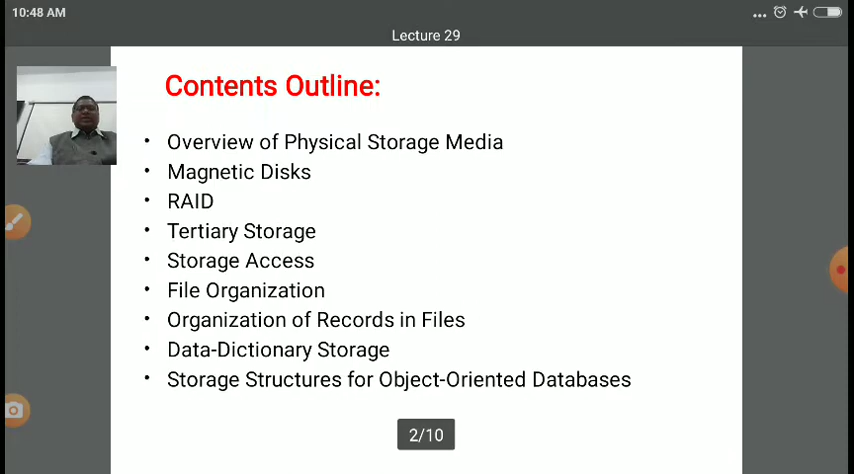 10:48 AM
Lecture 29
Contents Outline:
• Overview of Physical Storage Media
• Magnetic Disks
• RAID
• Tertiary Storage
• Storage Access
• File Organization
• Organization of Records in Files
• Data-Dictionary Storage
• Storage Structures for Object-Oriented Databases
2/10